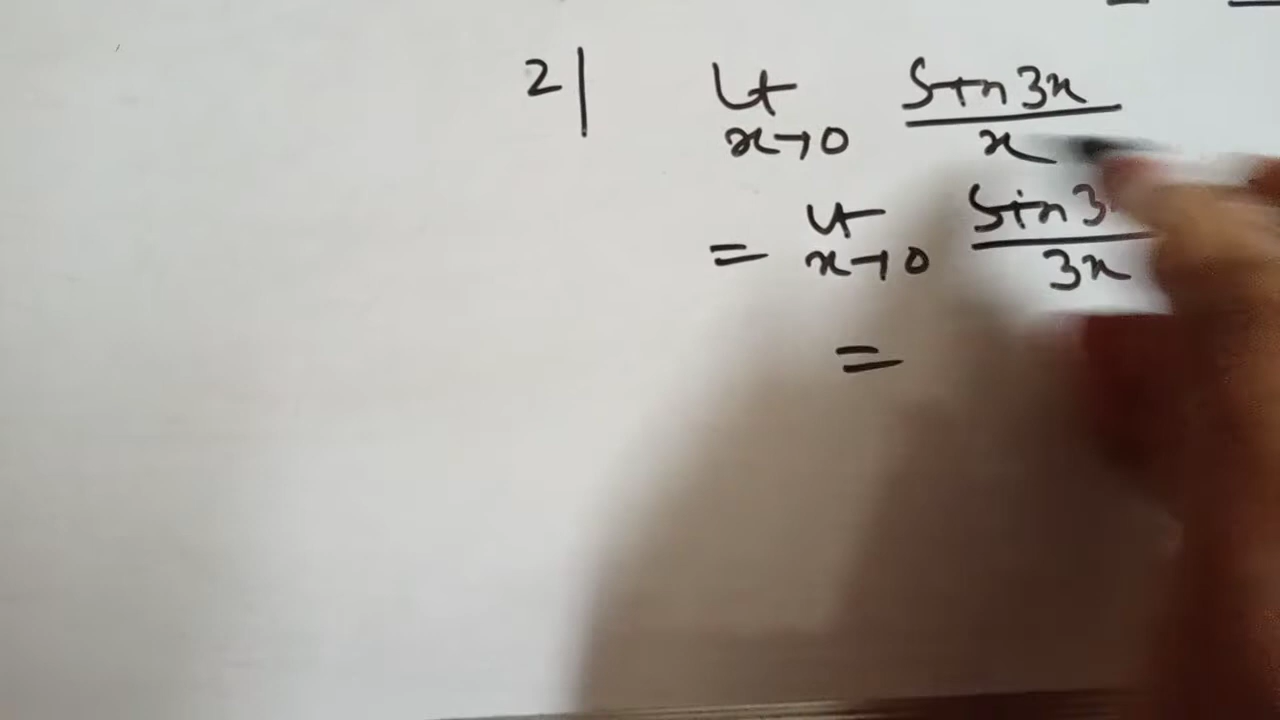 2| Lt sin3x
x→0 x
= Lt sin3
x→0 3x
=